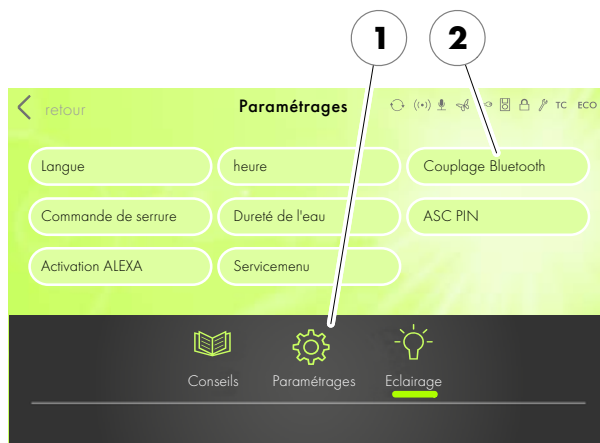 1 2
retour Paramétrages TC ECO
Langue heure Couplage Bluetooth
Commande de serrure Dureté de l'eau ASC PIN
Activation ALEXA Servicemenu
Conseils Paramétrages Eclairage